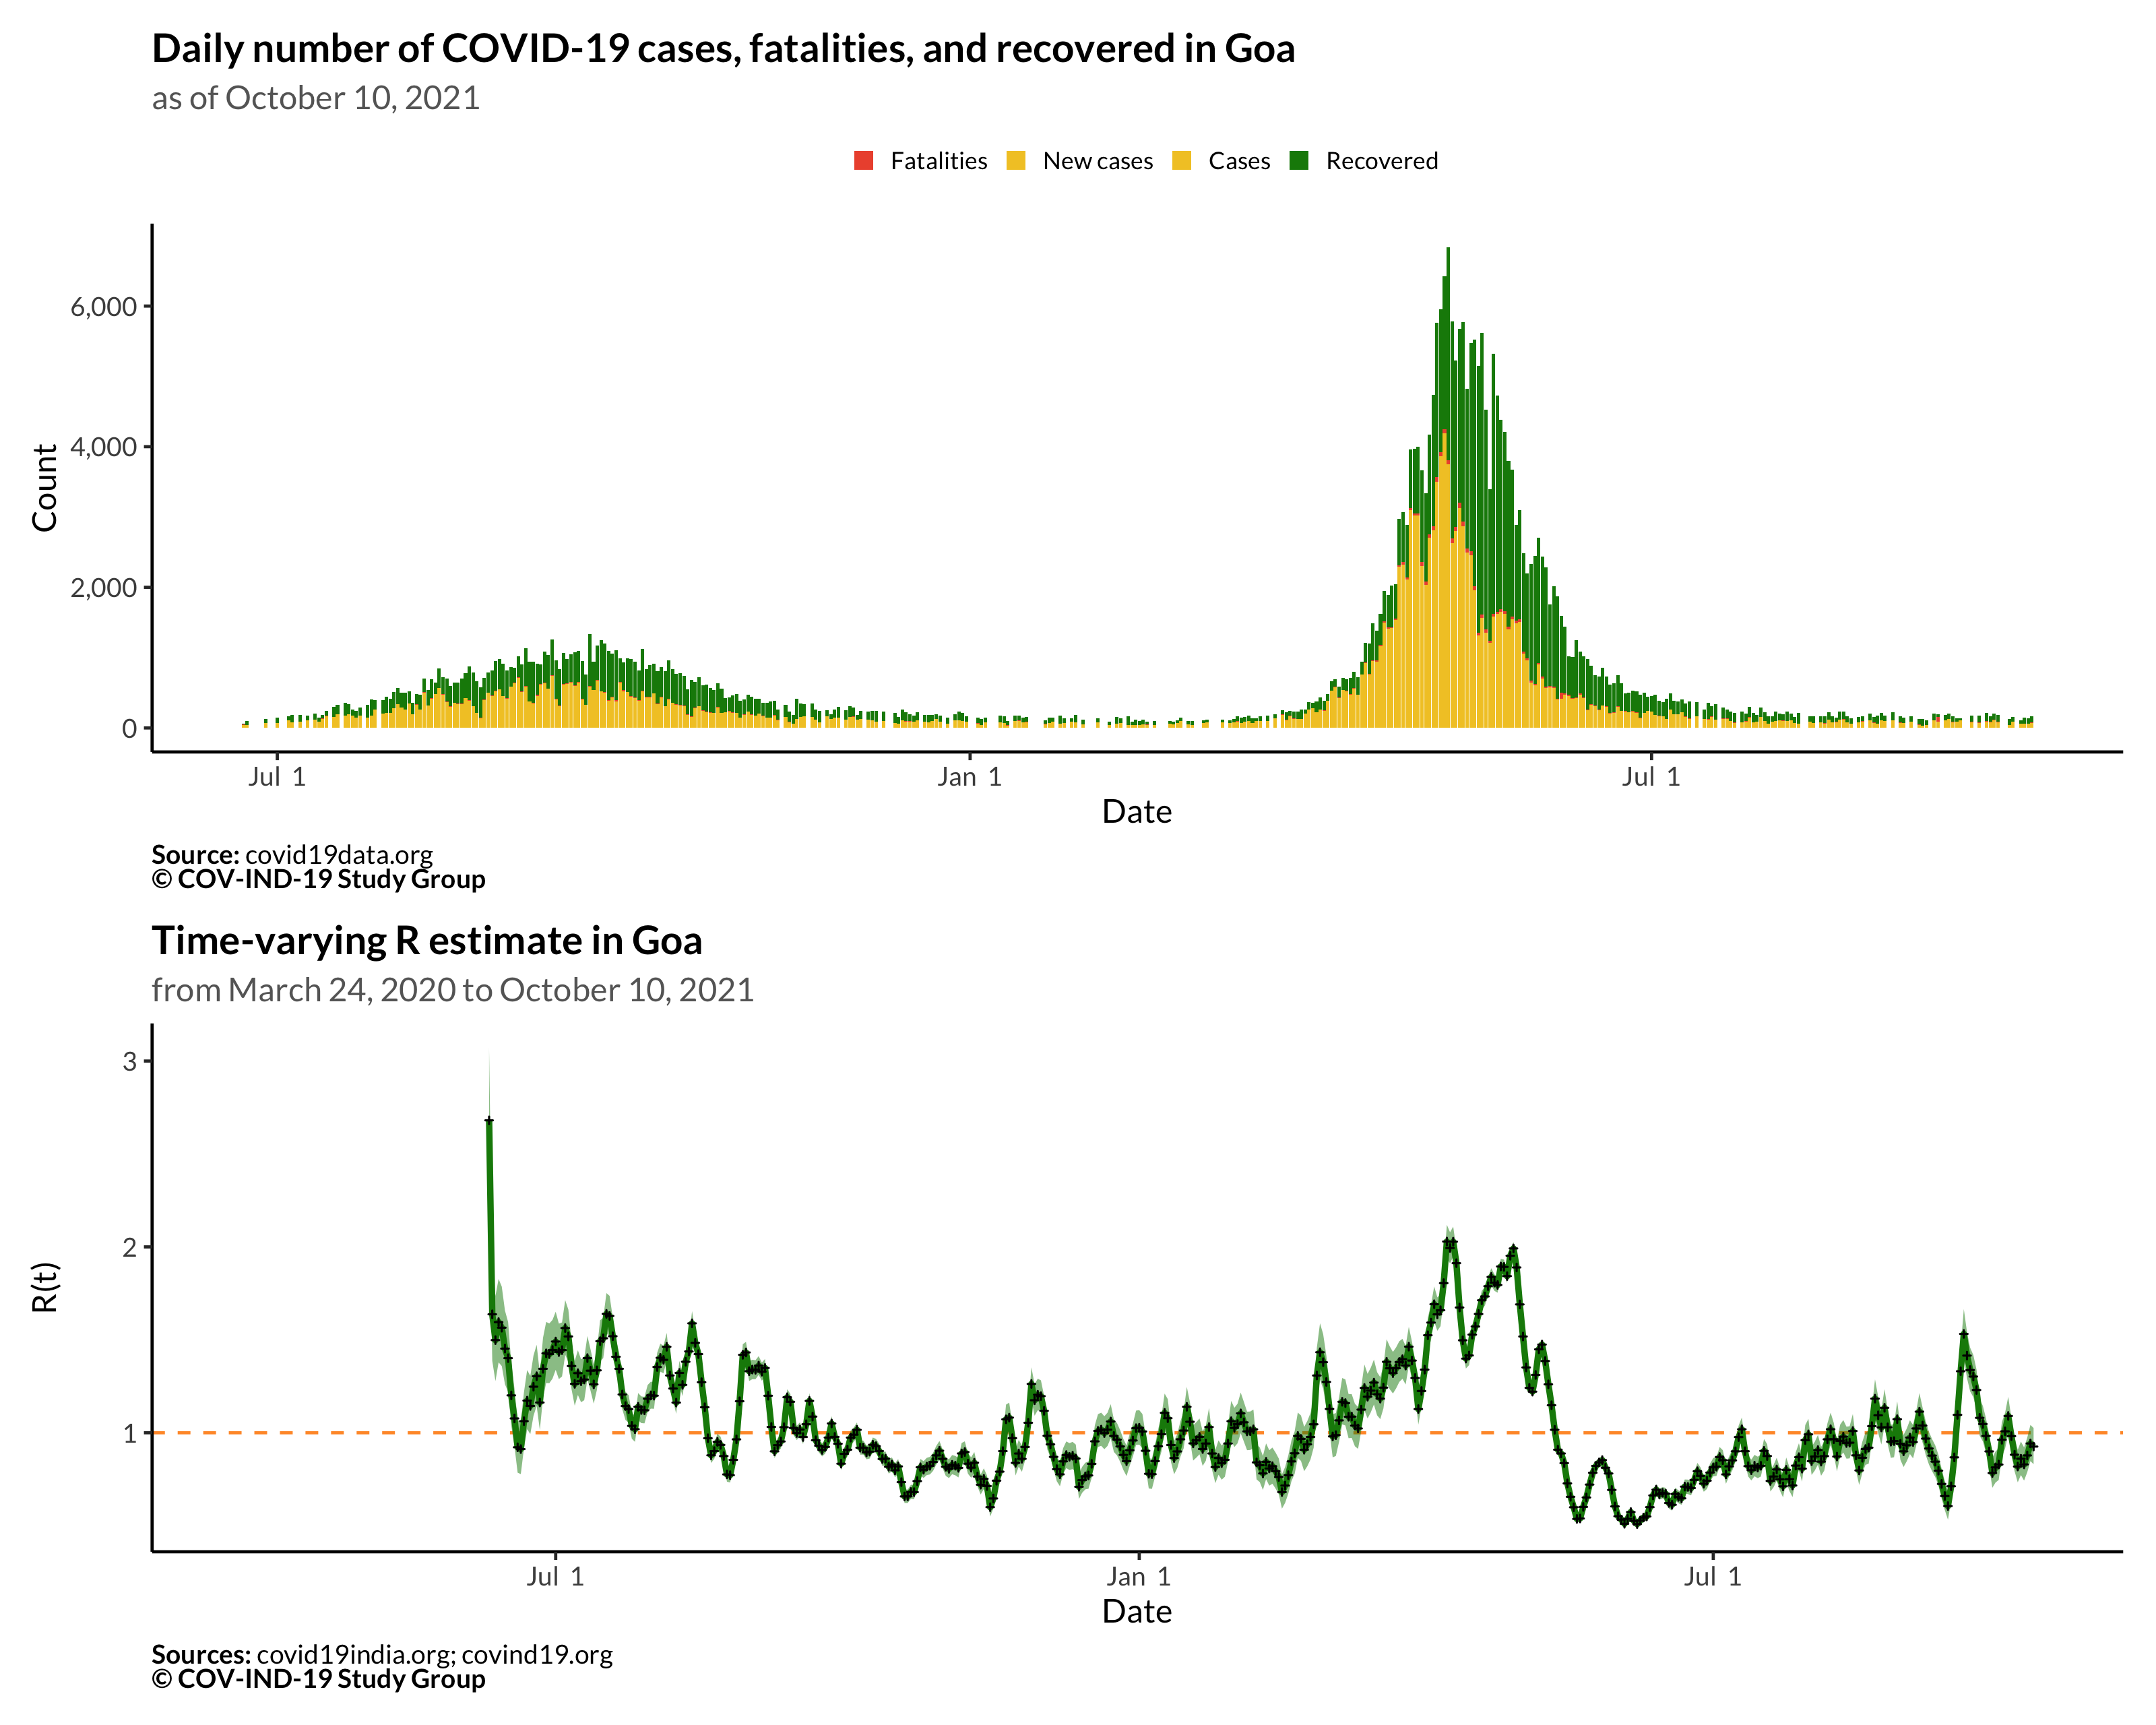 Daily number of COVID-19 cases, fatalities, and recovered in Goa
as of October 10, 2021
Fatalities New cases Cases Recovered
Count
6,000
4,000
2,000
0
Jul 1 Jan 1 Jul 1
Date
Source: covid19data.org
© COV-IND-19 Study Group
Time-varying R estimate in Goa
from March 24, 2020 to October 10, 2021
R(t)
3
2
1
Jul 1 Jan 1 Jul 1
Date
Sources: covid19india.org; covind19.org
© COV-IND-19 Study Group